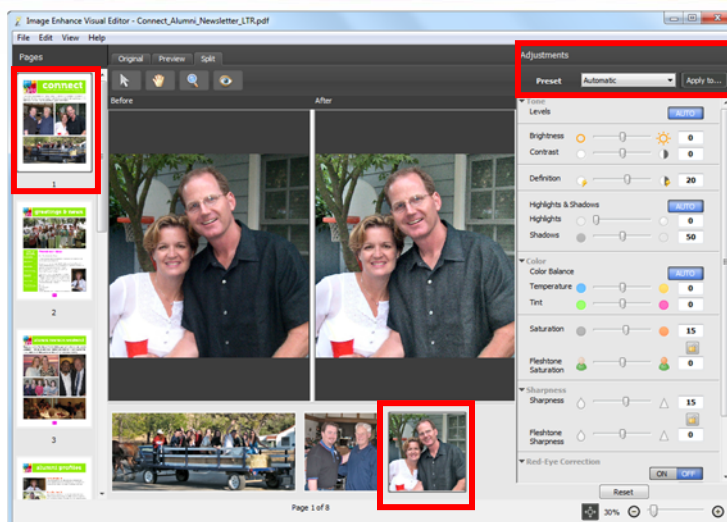 Image Enhance Visual Editor - Connect_Alumni_Newsletter_LTR.pdf
File Edit View Help
Pages
Original Preview Split
Adjustments
Preset Automatic Apply to...
Before After
connect
1
greetings & news
2
3
alumni profiles
Tone
Levels AUTO
Brightness 0
Contrast 0
Definition 20
Highlights & Shadows AUTO
Highlights 0
Shadows 50
Color
Color Balance AUTO
Temperature 0
Tint 0
Saturation 15
Fleshtone
Saturation 0
Sharpness
Sharpness 15
Fleshtone
Sharpness 0
Red-Eye Correction
ON OFF
Reset
Page 1 of 8
30%